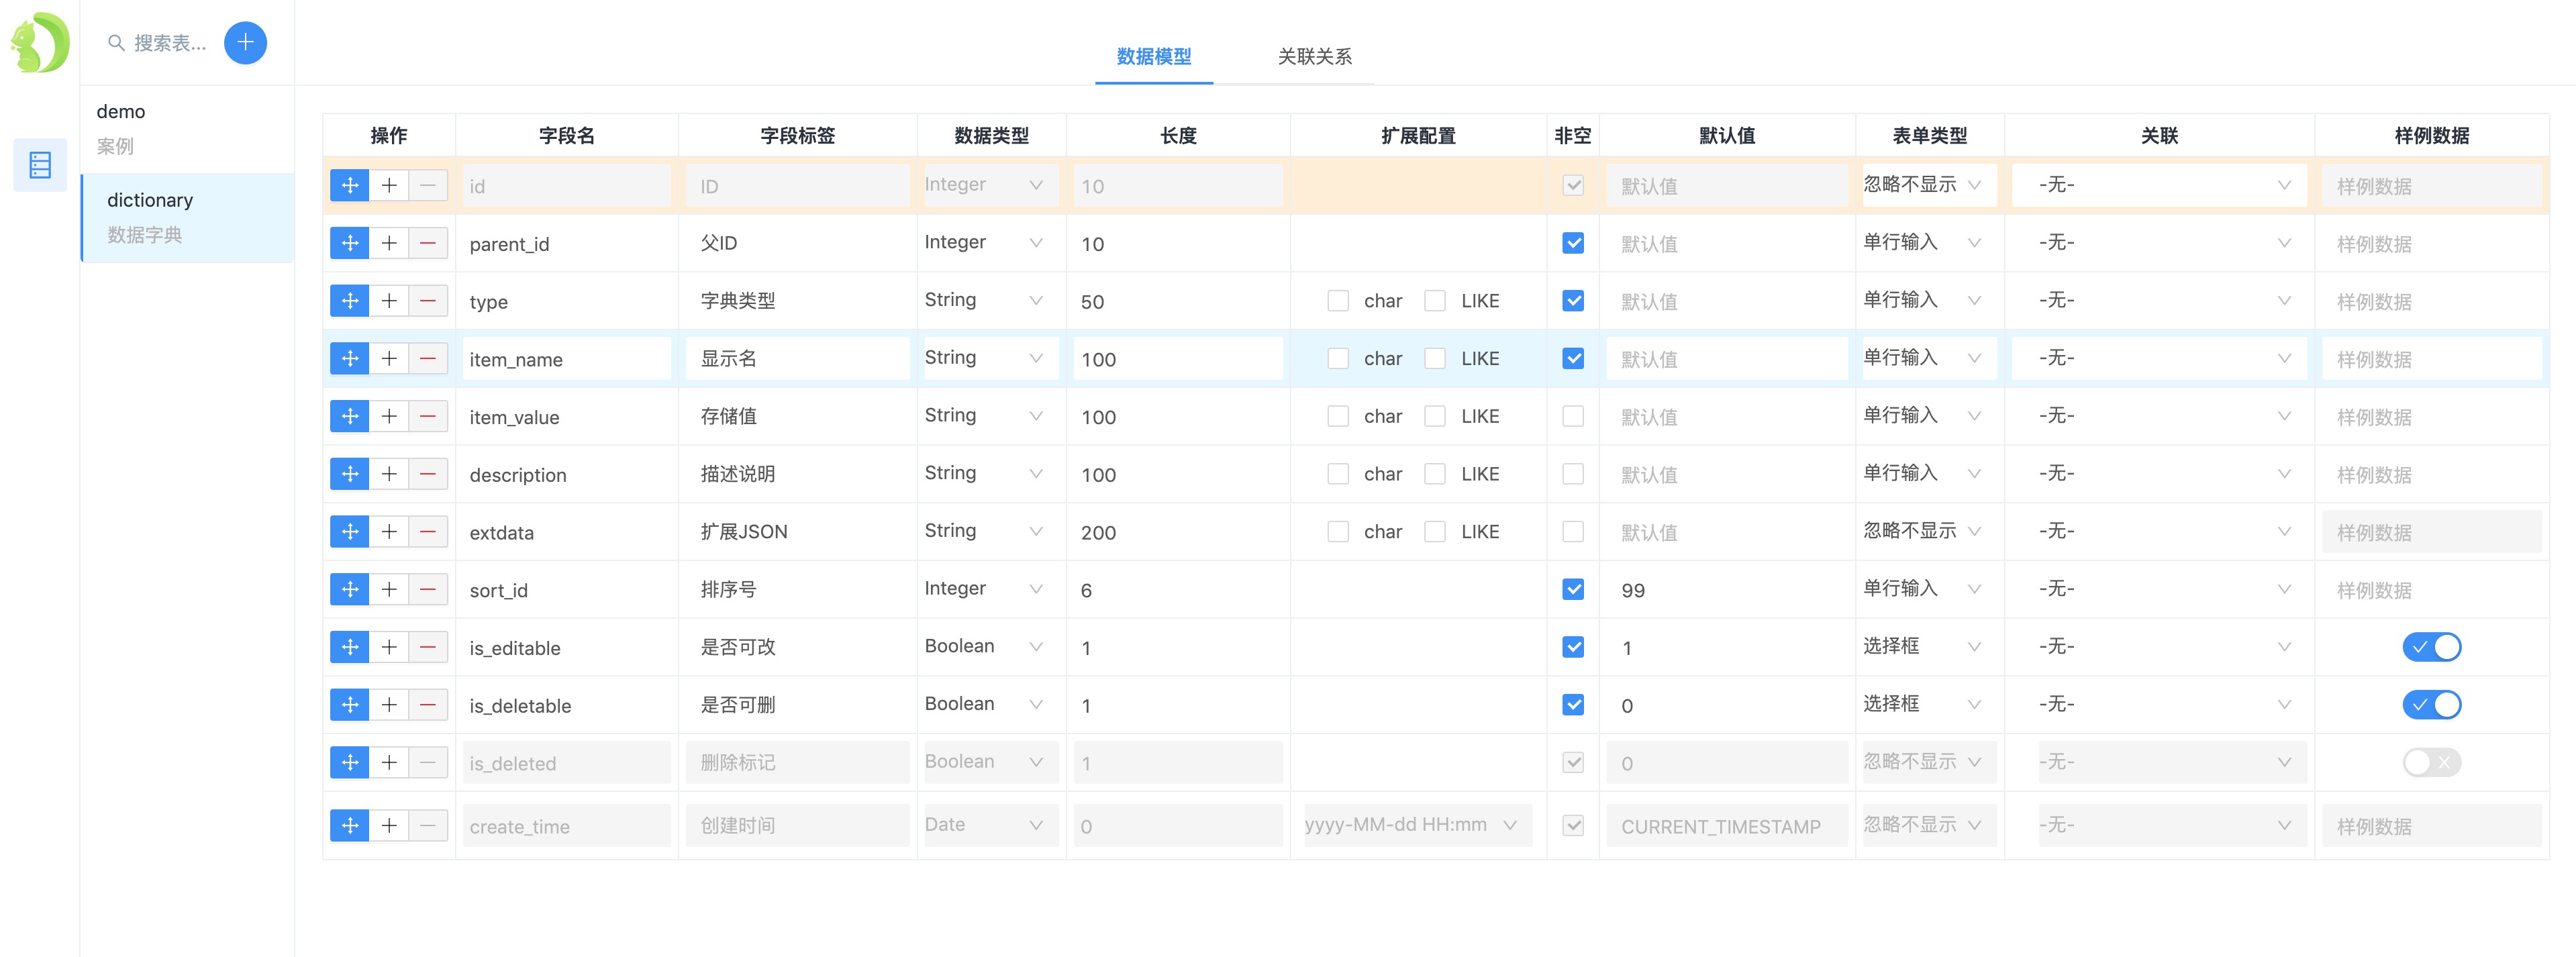 搜索表...
数据模型 关联关系
demo
案例
dictionary
数据字典
操作 字段名 字段标签 数据类型 长度 扩展配置 非空 默认值 表单类型 关联 样例数据
id ID Integer 10 默认值 忽略不显示 -无- 样例数据
parent_id 父ID Integer 10 默认值 单行输入 -无- 样例数据
type 字典类型 String 50 char LIKE 默认值 单行输入 -无- 样例数据
item_name 显示名 String 100 char LIKE 默认值 单行输入 -无- 样例数据
item_value 存储值 String 100 char LIKE 默认值 单行输入 -无- 样例数据
description 描述说明 String 100 char LIKE 默认值 单行输入 -无- 样例数据
extdata 扩展JSON String 200 char LIKE 默认值 忽略不显示 -无- 样例数据
sort_id 排序号 Integer 6 99 单行输入 -无- 样例数据
is_editable 是否可改 Boolean 1 1 选择框 -无-
is_deletable 是否可删 Boolean 1 0 选择框 -无-
is_deleted 删除标记 Boolean 1 0 忽略不显示 -无-
create_time 创建时间 Date 0 yyyy-MM-dd HH:mm CURRENT_TIMESTAMP 忽略不显示 -无- 样例数据